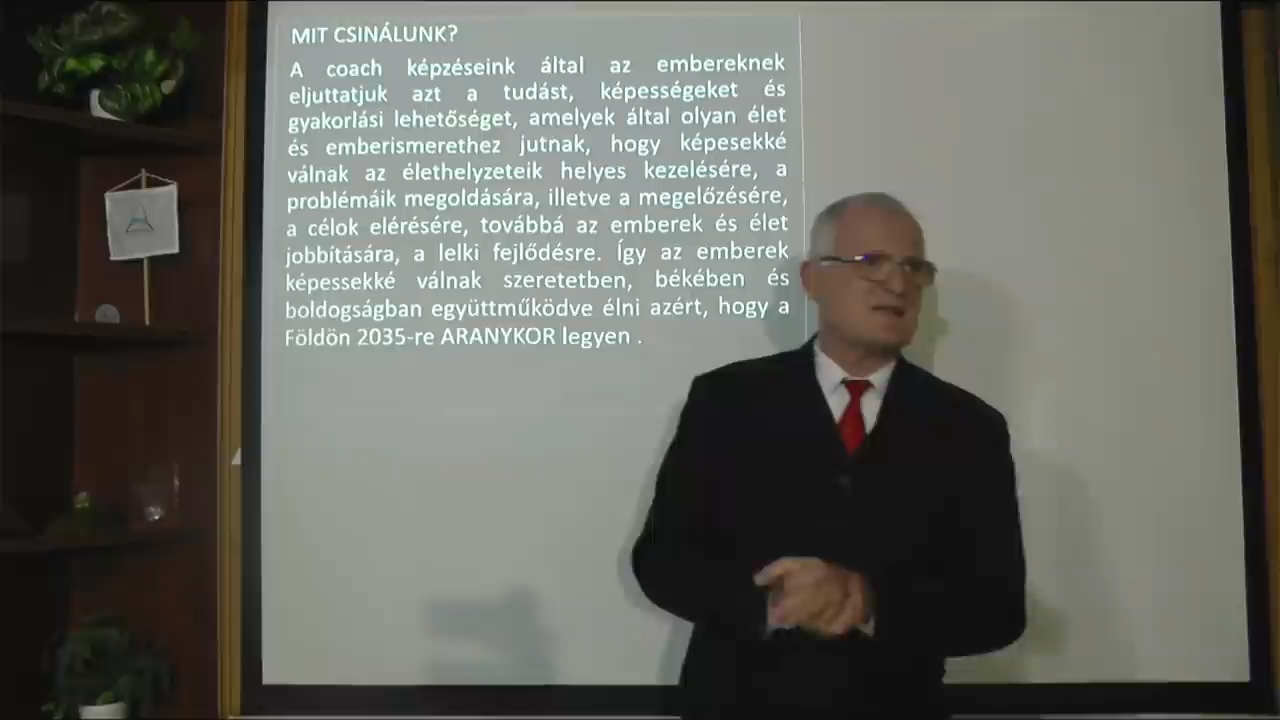 MIT CSINÁLUNK?
A coach képzéseink által az embereknek
eljuttatjuk azt a tudást, képességeket és
gyakorlási lehetőséget, amelyek által olyan élet
és emberismerethez jutnak, hogy képesekké
válnak az élethelyzeteik helyes kezelésére, a
problémáik megoldására, illetve a megelőzésére,
a célok elérésére, továbbá az emberek és élet
jobbítására, a lelki fejlődésre. Így az emberek
képessekké válnak szeretetben, békében és
boldogságban együttműködve élni azért, hogy a
Földön 2035-re ARANYKOR legyen .